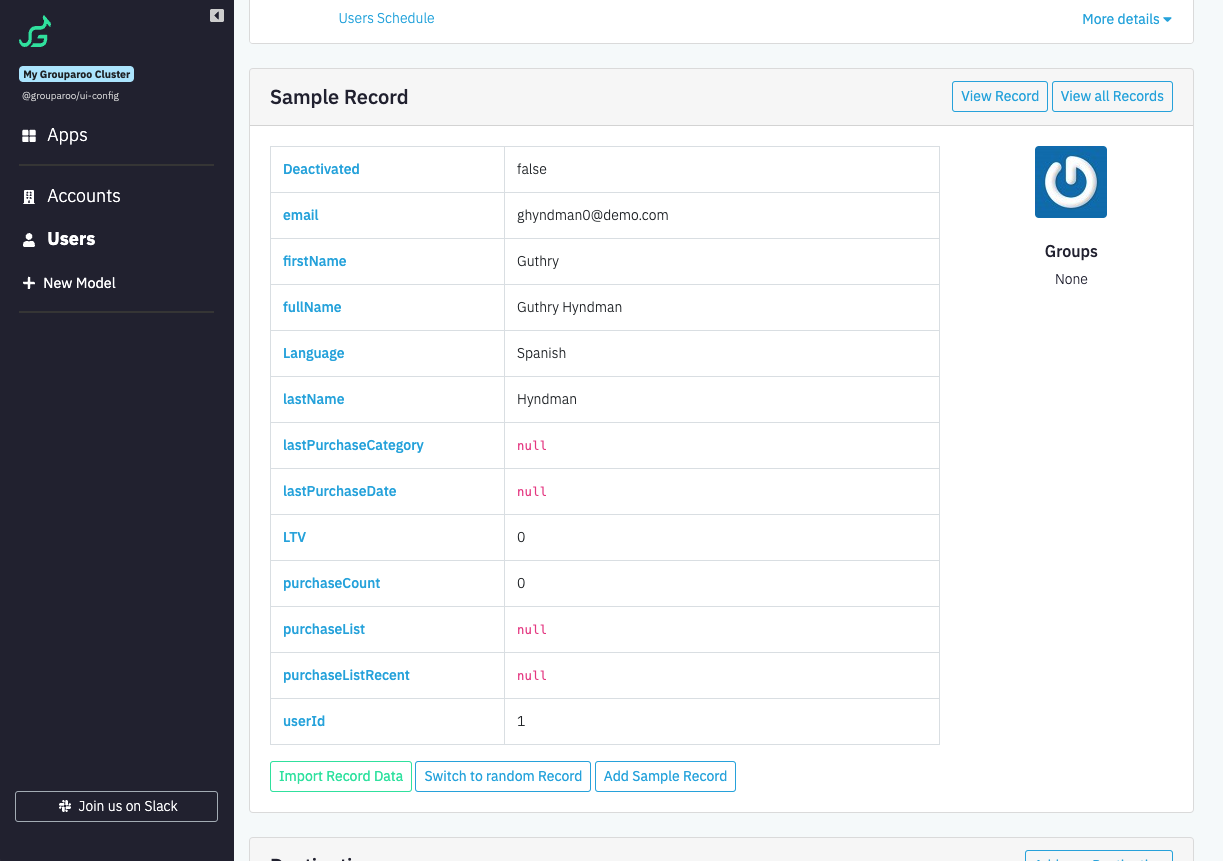 My Grouparoo Cluster
@grouparoo/ui-config
Apps
Accounts
Users
New Model
Join us on Slack
Users Schedule
More details
Sample Record
View Record
View all Records
Deactivated false
email ghyndman0@demo.com
firstName Guthry
fullName Guthry Hyndman
Language Spanish
lastName Hyndman
lastPurchaseCategory null
lastPurchaseDate null
LTV 0
purchaseCount 0
purchaseList null
purchaseListRecent null
userId 1
Groups
None
Import Record Data
Switch to random Record
Add Sample Record